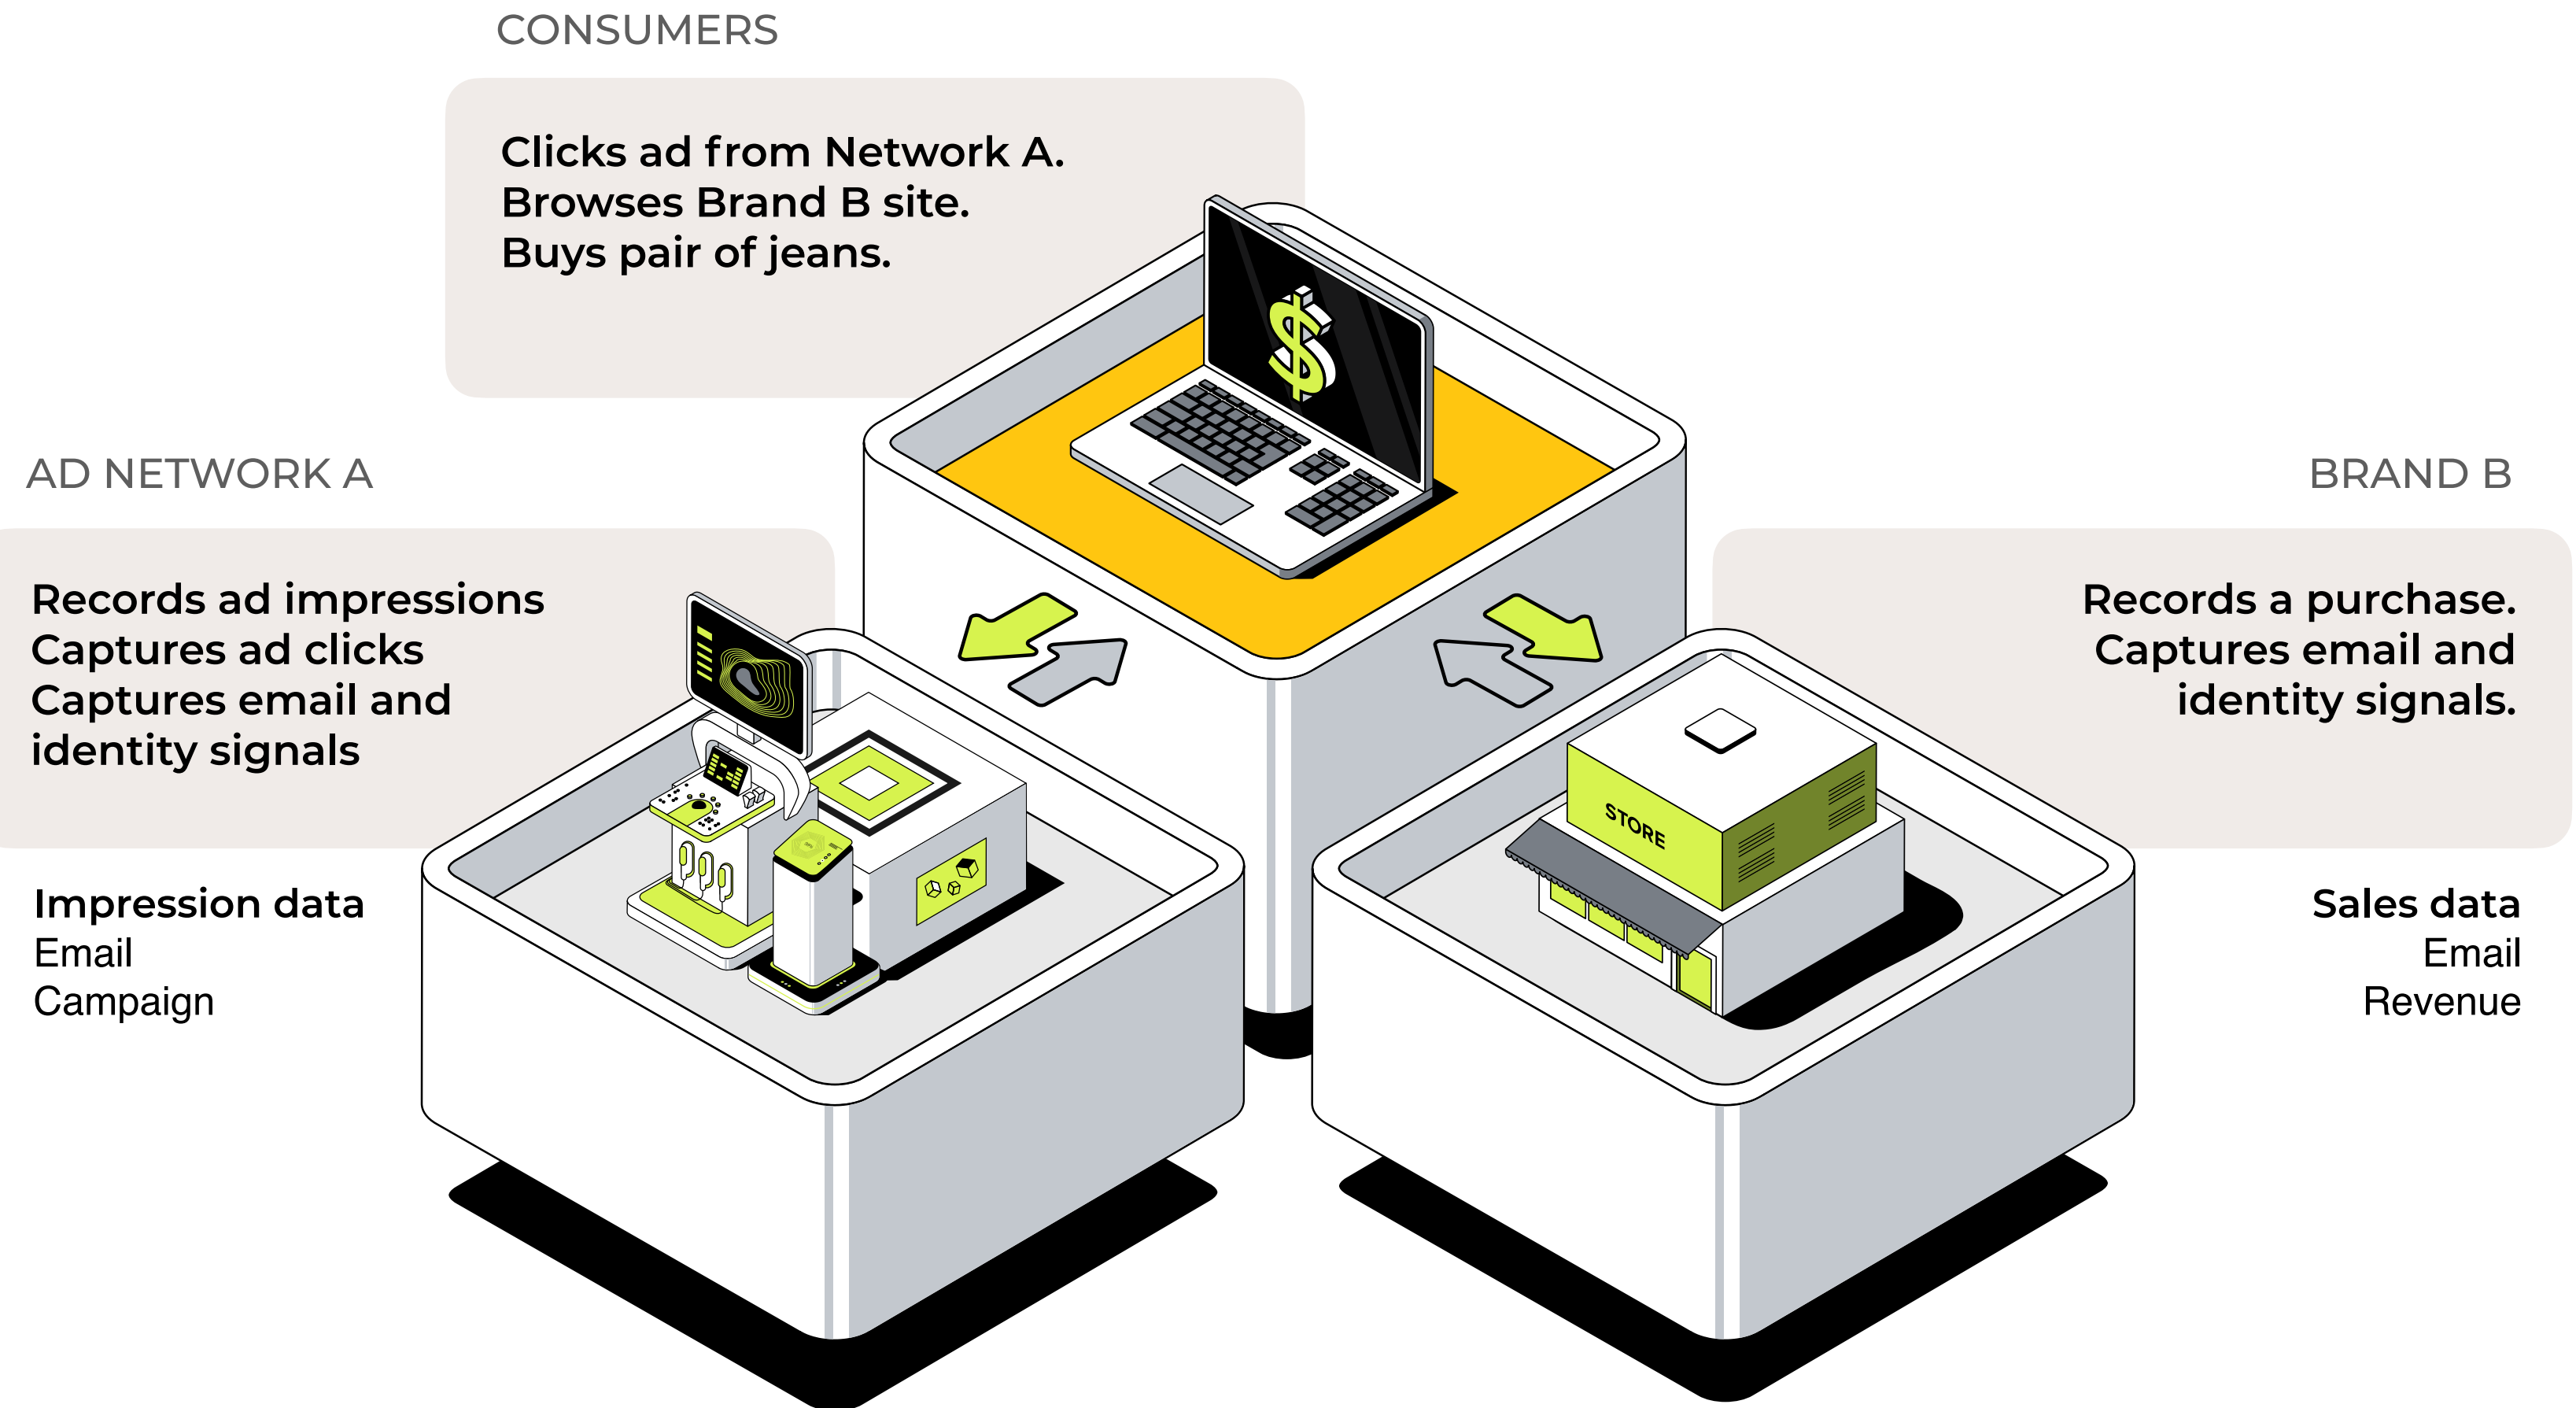 CONSUMERS
Clicks ad from Network A.
Browses Brand B site.
Buys pair of jeans.
$
AD NETWORK A
Records ad impressions
Captures ad clicks
Captures email and
identity signals
Impression data
Email
Campaign
BRAND B
Records a purchase.
Captures email and
identity signals.
STORE
Sales data
Email
Revenue